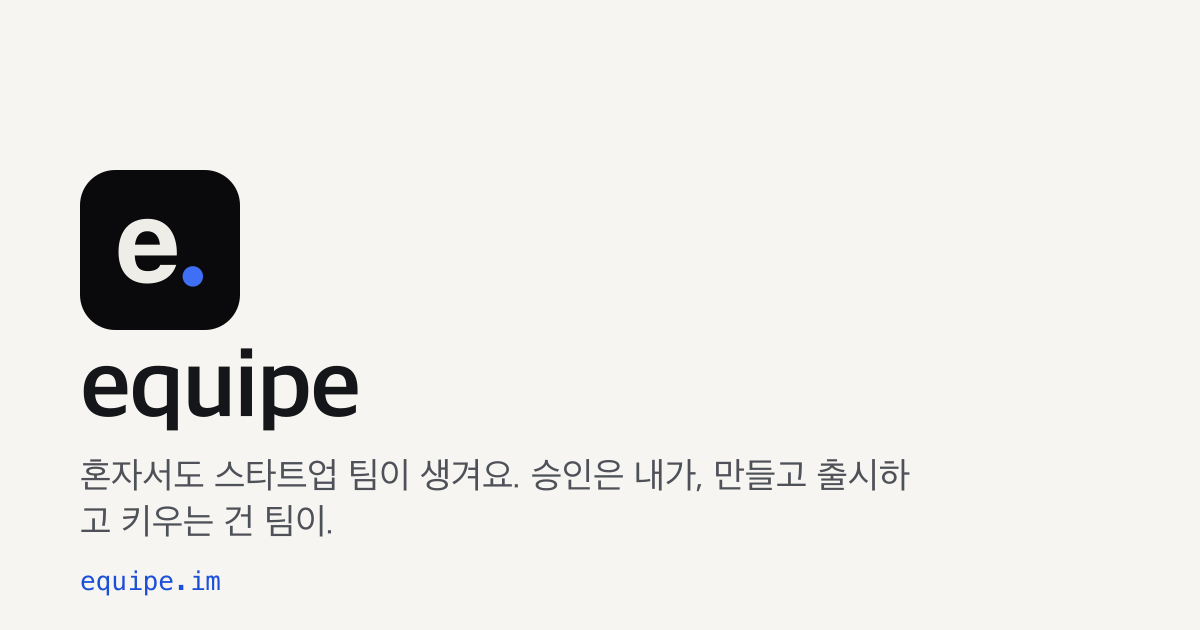 e.
equipe
혼자서도 스타트업 팀이 생겨요. 승인은 내가, 만들고 출시하
고 키우는 건 팀이.
equipe.im